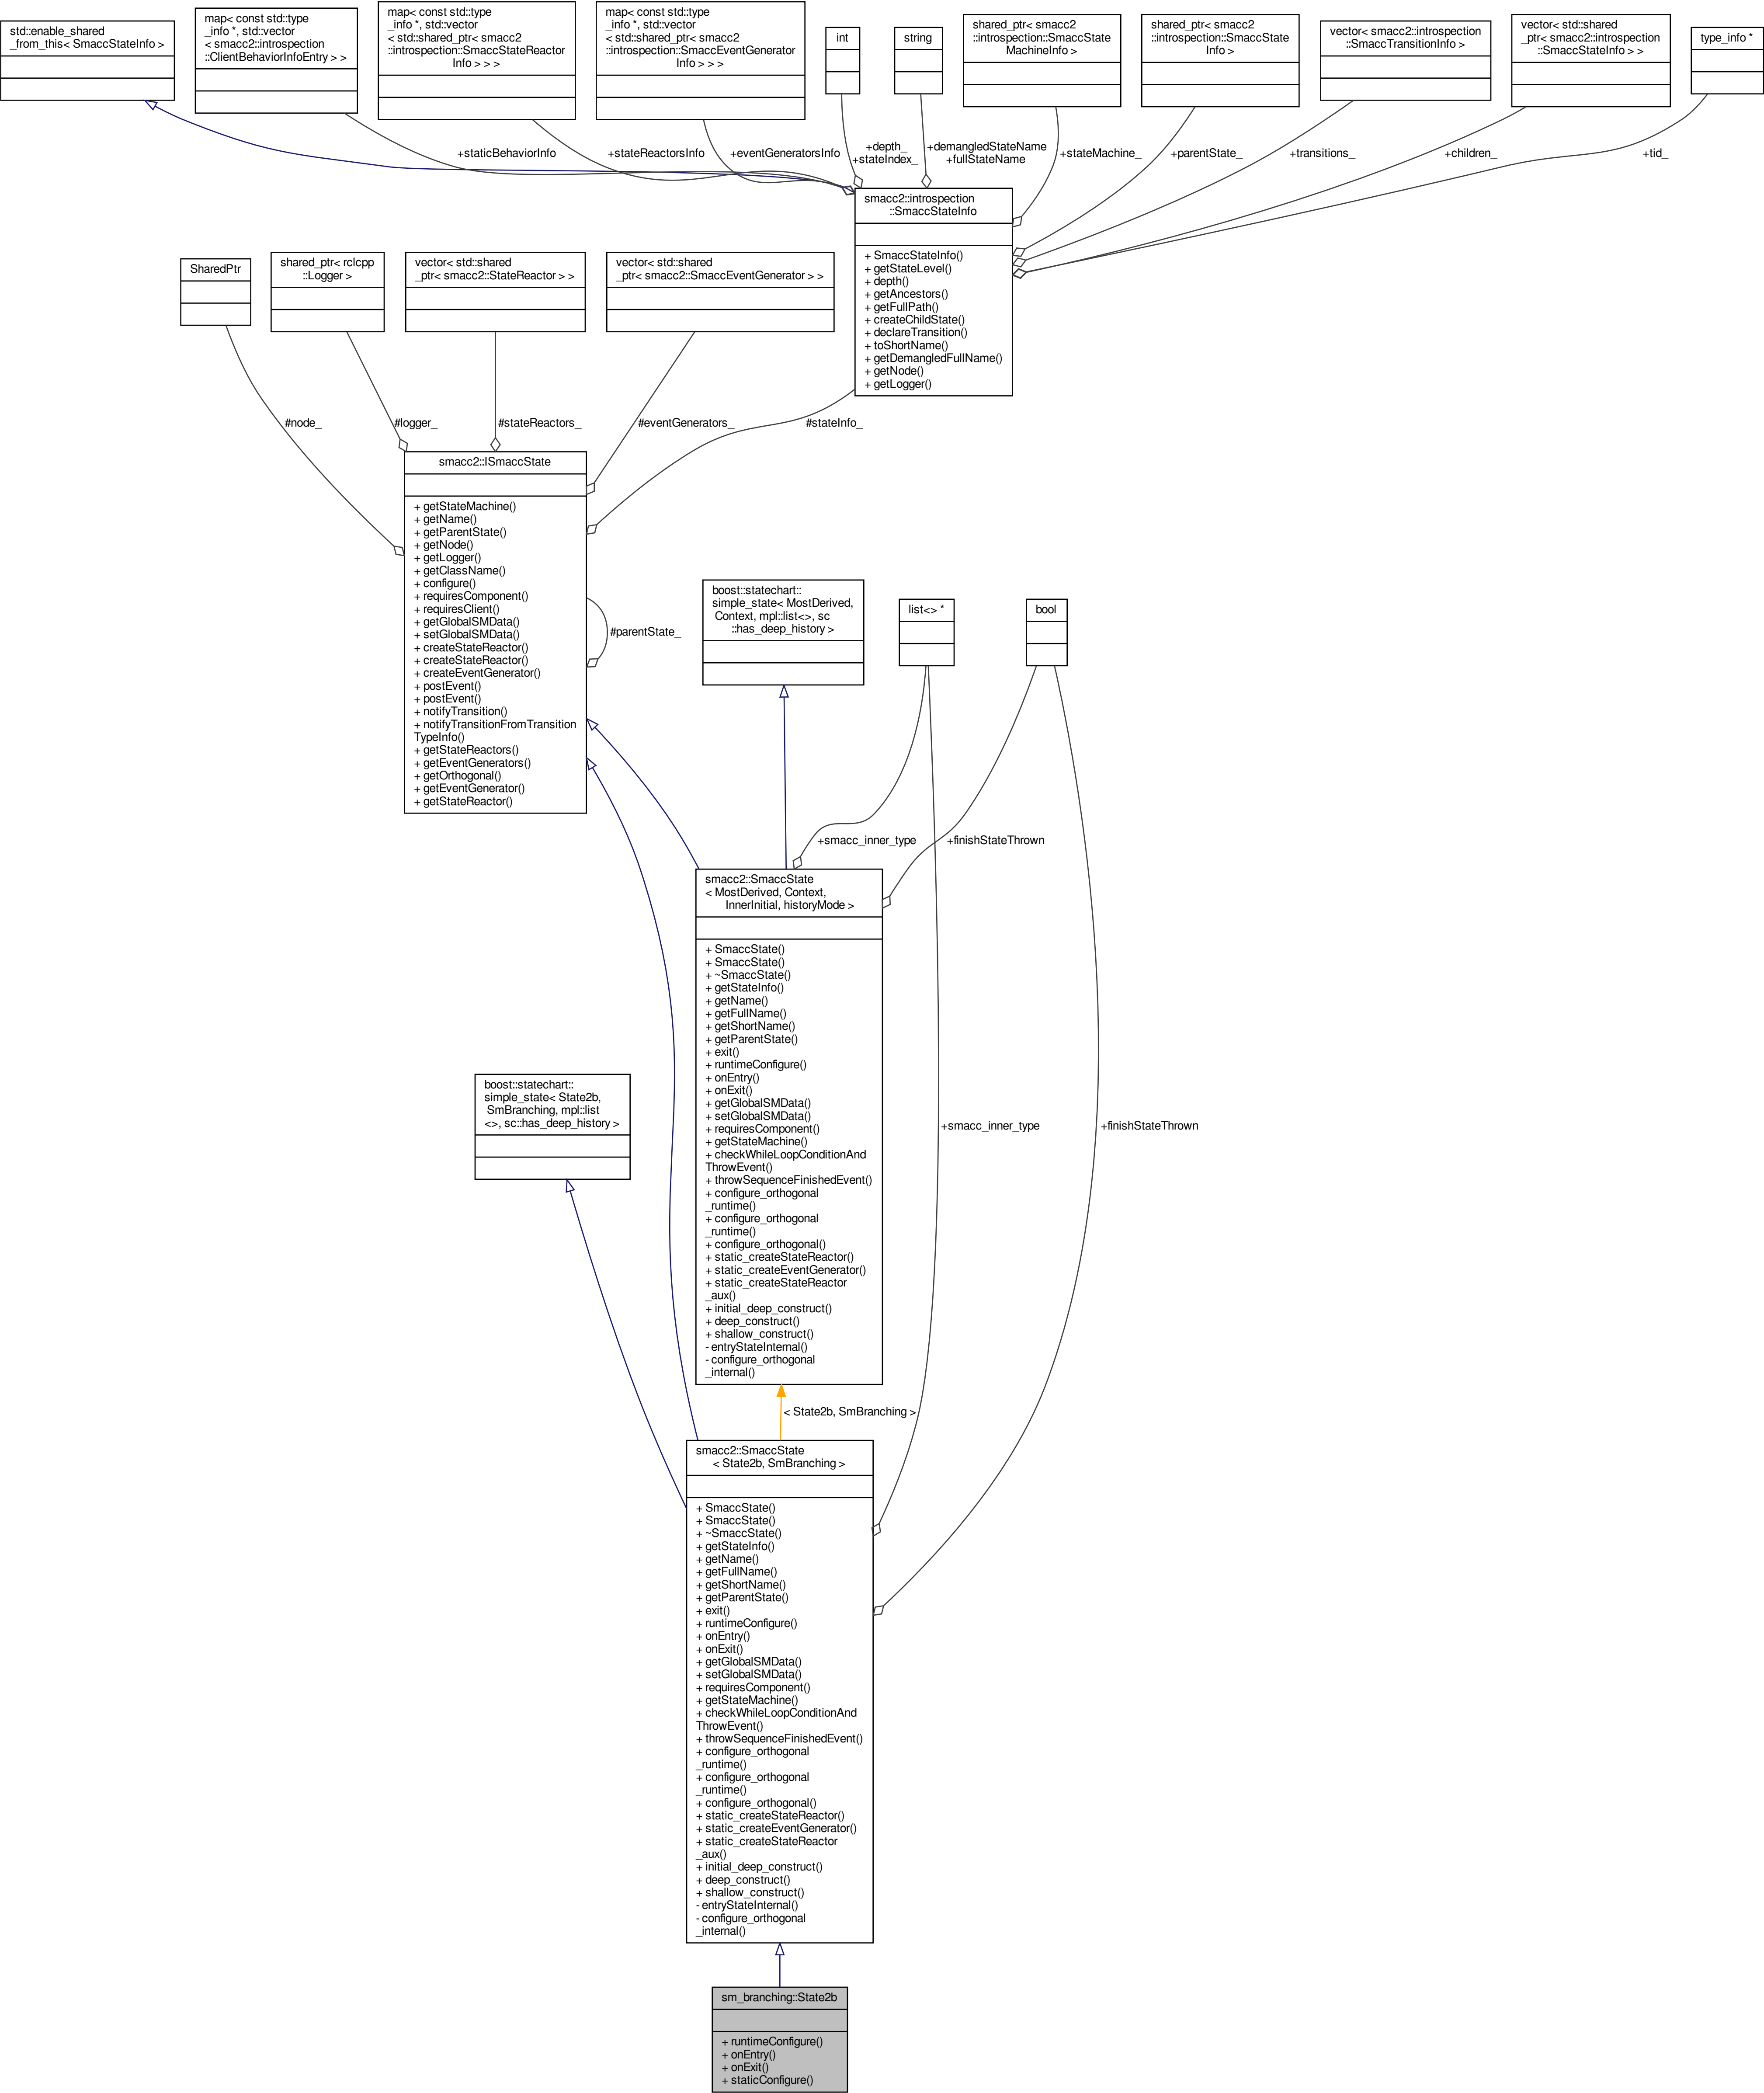 std::enable_shared
_from_this< SmaccStateInfo >
map< const std::type
_info *, std::vector
< smacc2::introspection
::ClientBehaviorInfoEntry > >
map< const std::type
_info *, std::vector
< std::shared_ptr< smacc2
::introspection::SmaccStateReactor
Info > > >
map< const std::type
_info *, std::vector
< std::shared_ptr< smacc2
::introspection::SmaccEventGenerator
Info > > >
int
string
shared_ptr< smacc2
::introspection::SmaccState
MachineInfo >
shared_ptr< smacc2
::introspection::SmaccState
Info >
vector< smacc2::introspection
::SmaccTransitionInfo >
vector< std::shared
_ptr< smacc2::introspection
::SmaccStateInfo > >
type_info *
+staticBehaviorInfo
+stateReactorsInfo
+eventGeneratorsInfo
+depth_
+stateIndex_
+demangledStateName
+fullStateName
+stateMachine_
+parentState_
+transitions_
+children_
+tid_
smacc2::introspection
::SmaccStateInfo
+ SmaccStateInfo()
+ getStateLevel()
+ depth()
+ getAncestors()
+ getFullPath()
+ createChildState()
+ declareTransition()
+ toShortName()
+ getDemangledFullName()
+ getNode()
+ getLogger()
SharedPtr
shared_ptr< rclcpp
::Logger >
vector< std::shared
_ptr< smacc2::StateReactor > >
vector< std::shared
_ptr< smacc2::SmaccEventGenerator > >
#node_
#logger_
#stateReactors_
#eventGenerators_
#stateInfo_
smacc2::ISmaccState
+ getStateMachine()
+ getName()
+ getParentState()
+ getNode()
+ getLogger()
+ getClassName()
+ configure()
+ requiresComponent()
+ requiresClient()
+ getGlobalSMData()
+ setGlobalSMData()
+ createStateReactor()
+ createStateReactor()
+ createEventGenerator()
+ postEvent()
+ postEvent()
+ notifyTransition()
+ notifyTransitionFromTransition
TypeInfo()
+ getStateReactors()
+ getEventGenerators()
+ getOrthogonal()
+ getEventGenerator()
+ getStateReactor()
#parentState_
boost::statechart::
simple_state< MostDerived,
Context, mpl::list<>, sc
::has_deep_history >
list<> *
bool
+smacc_inner_type
+finishStateThrown
smacc2::SmaccState
< MostDerived, Context,
InnerInitial, historyMode >
+ SmaccState()
+ SmaccState()
+ ~SmaccState()
+ getStateInfo()
+ getName()
+ getFullName()
+ getShortName()
+ getParentState()
+ exit()
+ runtimeConfigure()
+ onEntry()
+ onExit()
+ getGlobalSMData()
+ setGlobalSMData()
+ requiresComponent()
+ getStateMachine()
+ checkWhileLoopConditionAnd
ThrowEvent()
+ throwSequenceFinishedEvent()
+ configure_orthogonal
_runtime()
+ configure_orthogonal
_runtime()
+ configure_orthogonal()
+ static_createStateReactor()
+ static_createEventGenerator()
+ static_createStateReactor
_aux()
+ initial_deep_construct()
+ deep_construct()
+ shallow_construct()
- entryStateInternal()
- configure_orthogonal
_internal()
boost::statechart::
simple_state< State2b,
SmBranching, mpl::list
<>, sc::has_deep_history >
+smacc_inner_type
+finishStateThrown
< State2b, SmBranching >
smacc2::SmaccState
< State2b, SmBranching >
+ SmaccState()
+ SmaccState()
+ ~SmaccState()
+ getStateInfo()
+ getName()
+ getFullName()
+ getShortName()
+ getParentState()
+ exit()
+ runtimeConfigure()
+ onEntry()
+ onExit()
+ getGlobalSMData()
+ setGlobalSMData()
+ requiresComponent()
+ getStateMachine()
+ checkWhileLoopConditionAnd
ThrowEvent()
+ throwSequenceFinishedEvent()
+ configure_orthogonal
_runtime()
+ configure_orthogonal
_runtime()
+ configure_orthogonal()
+ static_createStateReactor()
+ static_createEventGenerator()
+ static_createStateReactor
_aux()
+ initial_deep_construct()
+ deep_construct()
+ shallow_construct()
- entryStateInternal()
- configure_orthogonal
_internal()
sm_branching::State2b
+ runtimeConfigure()
+ onEntry()
+ onExit()
+ staticConfigure()